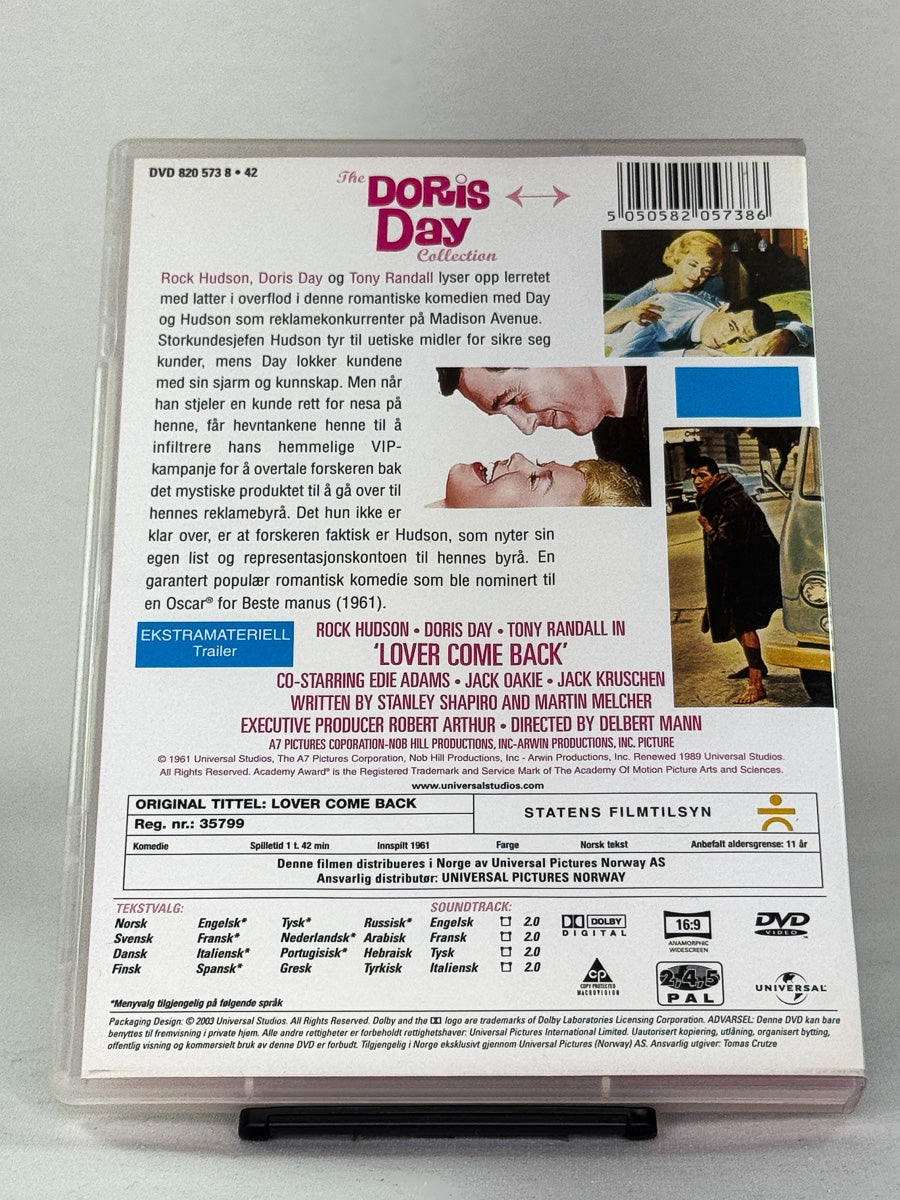 DVD 820 573 8 • 42
The
DORIS
Day
Collection
5 050582 057386
Rock Hudson, Doris Day og Tony Randall lyser opp lerretet
med latter i overflod i denne romantiske komedien med Day
og Hudson som reklamekonkurrenter på Madison Avenue.
Storkundesjefen Hudson tyr til uetiske midler for sikre seg
kunder, mens Day lokker kundene
med sin sjarm og kunnskap. Men når
han stjeler en kunde rett for nesa på
henne, får hevntankene henne til å
infiltrere hans hemmelige VIP-
kampanje for å overtale forskeren bak
det mystiske produktet til å gå over til
hennes reklamebyrå. Det hun ikke er
klar over, er at forskeren faktisk er Hudson, som nyter sin
egen list og representasjonskontoen til hennes byrå. En
garantert populær romantisk komedie som ble nominert til
en Oscar® for Beste manus (1961).
EKSTRAMATERIELL
Trailer
ROCK HUDSON • DORIS DAY • TONY RANDALL IN
'LOVER COME BACK'
CO-STARRING EDIE ADAMS • JACK OAKIE • JACK KRUSCHEN
WRITTEN BY STANLEY SHAPIRO AND MARTIN MELCHER
EXECUTIVE PRODUCER ROBERT ARTHUR • DIRECTED BY DELBERT MANN
A7 PICTURES COPORATION-NOB HILL PRODUCTIONS, INC-ARWIN PRODUCTIONS, INC. PICTURE
© 1961 Universal Studios, The A7 Pictures Corporation, Nob Hill Productions, Inc - Arwin Productions, Inc. Renewed 1989 Universal Studios.
All Rights Reserved. Academy Award® is the Registered Trademark and Service Mark of The Academy Of Motion Picture Arts and Sciences.
www.universalstudios.com
ORIGINAL TITTEL: LOVER COME BACK
Reg. nr.: 35799
STATENS FILMTILSYN
Komedie Spilletid 1 t. 42 min Innspilt 1961 Farge Norsk tekst Anbefalt aldersgrense: 11 år
Denne filmen distribueres i Norge av Universal Pictures Norway AS
Ansvarlig distributør: UNIVERSAL PICTURES NORWAY
TEKSTVALG:
Norsk Engelsk* Tysk* Russisk*
Svensk Fransk* Nederlandsk* Arabisk
Dansk Italiensk* Portugisisk* Hebraisk
Finsk Spansk* Gresk Tyrkisk
*Menyvalg tilgjengelig på følgende språk
SOUNDTRACK:
Engelsk 2.0
Fransk 2.0
Tysk 2.0
Italiensk 2.0
DOLBY
DIGITAL
16:9
ANAMORPHIC
WIDESCREEN
DVD
VIDEO
CP
COPY PROTECTED
MACROVISION
2,4,5
PAL
UNIVERSAL
Packaging Design: © 2003 Universal Studios. All Rights Reserved. Dolby and the DD logo are trademarks of Dolby Laboratories Licensing Corporation. ADVARSEL: Denne DVD kan bare
benyttes til fremvisning i private hjem. Alle andre rettigheter er forbeholdt rettighetshaver: Universal Pictures International Limited. Uautorisert kopiering, utlåning, organisert bytting,
offentlig visning og kommersielt bruk av denne DVD er forbudt. Tilgjengelig i Norge eksklusivt gjennom Universal Pictures (Norway) AS. Ansvarlig utgiver: Tomas Crutze